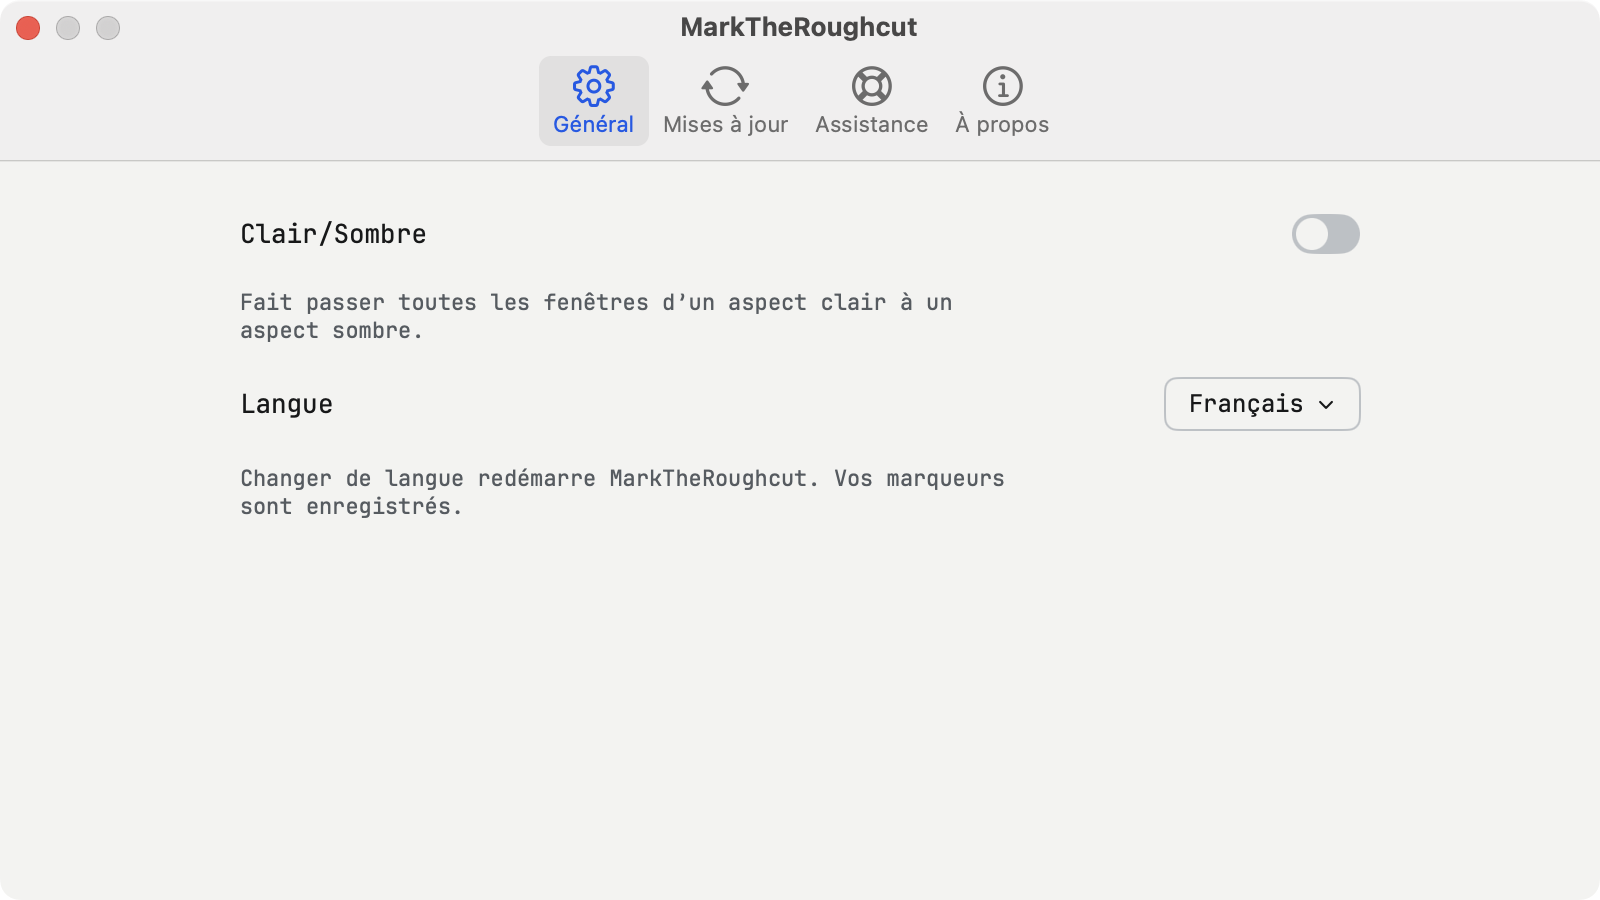 MarkTheRoughcut
Général
Mises à jour
Assistance
À propos
Clair/Sombre
Fait passer toutes les fenêtres d’un aspect clair à un
aspect sombre.
Langue
Français
Changer de langue redémarre MarkTheRoughcut. Vos marqueurs
sont enregistrés.